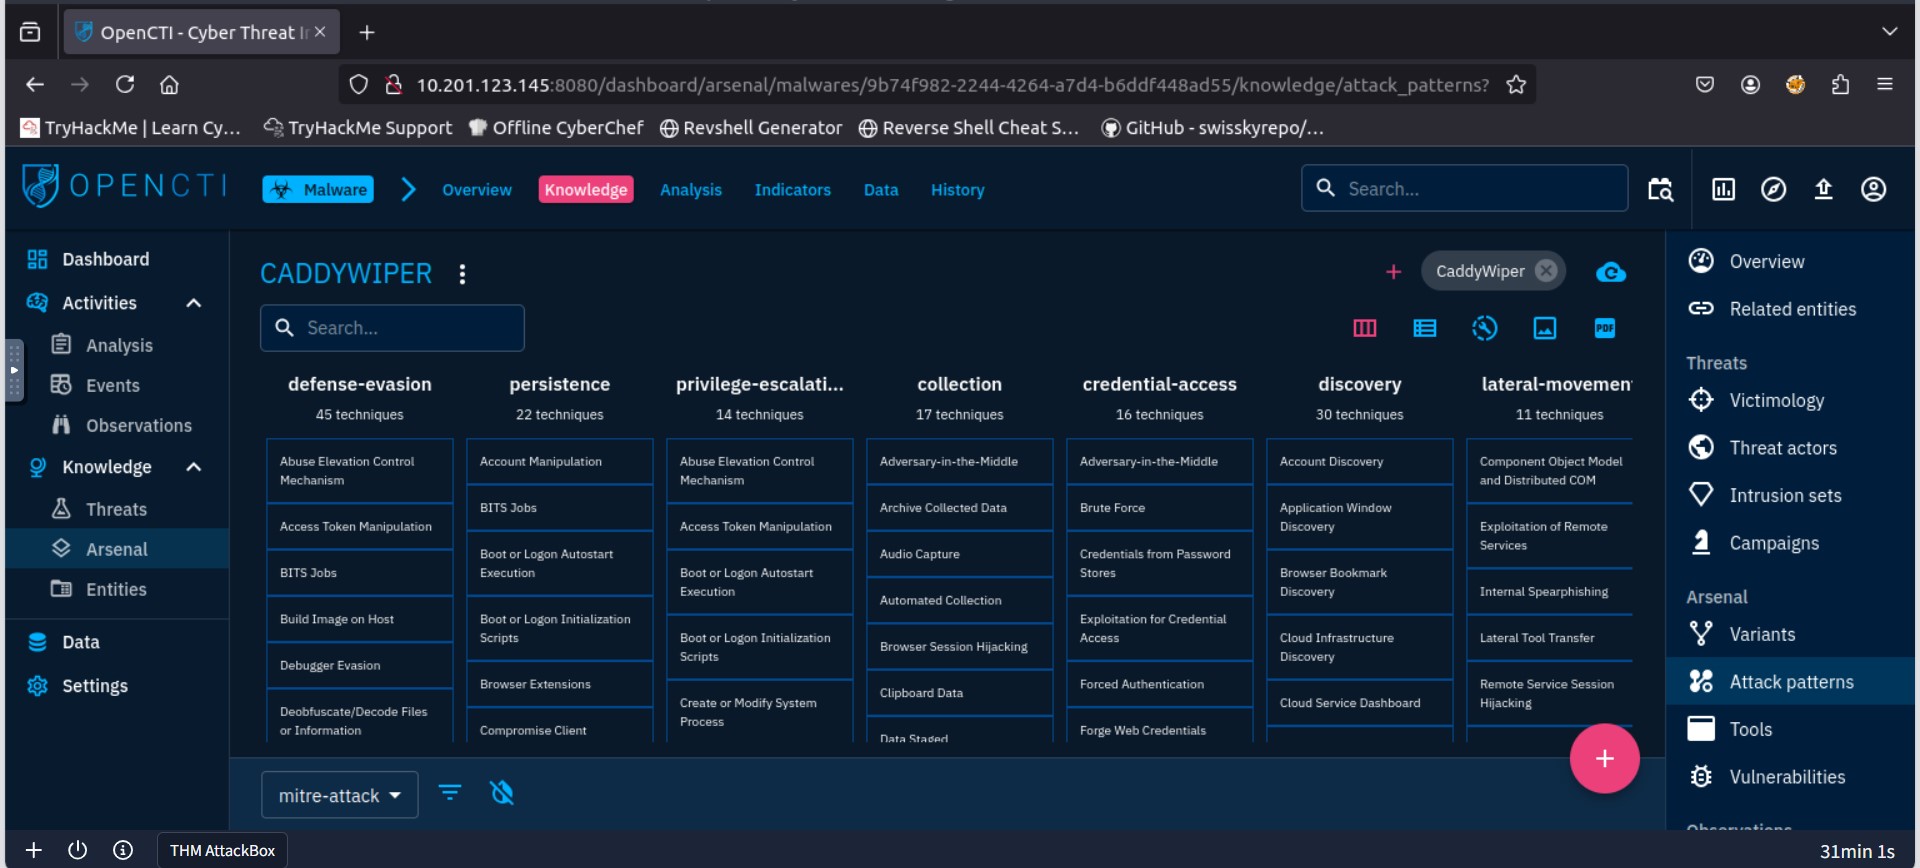 OpenCTI - Cyber Threat In
10.201.123.145:8080/dashboard/arsenal/malwares/9b74f982-2244-4264-a7d4-b6ddf448ad55/knowledge/attack_patterns?
TryHackMe | Learn Cy... TryHackMe Support Offline CyberChef Revshell Generator Reverse Shell Cheat S... GitHub - swisskyrepo/...
OPENCTI Malware Overview Knowledge Analysis Indicators Data History Search...
Dashboard
Activities
Analysis
Events
Observations
Knowledge
Threats
Arsenal
Entities
Data
Settings
CADDYWIPER
CaddyWiper
Search...
PDF
defense-evasion
45 techniques
Abuse Elevation Control
Mechanism
Access Token Manipulation
BITS Jobs
Build Image on Host
Debugger Evasion
Deobfuscate/Decode Files
or Information
persistence
22 techniques
Account Manipulation
BITS Jobs
Boot or Logon Autostart
Execution
Boot or Logon Initialization
Scripts
Browser Extensions
Compromise Client
privilege-escalati...
14 techniques
Abuse Elevation Control
Mechanism
Access Token Manipulation
Boot or Logon Autostart
Execution
Boot or Logon Initialization
Scripts
Create or Modify System
Process
collection
17 techniques
Adversary-in-the-Middle
Archive Collected Data
Audio Capture
Automated Collection
Browser Session Hijacking
Clipboard Data
Data Staged
credential-access
16 techniques
Adversary-in-the-Middle
Brute Force
Credentials from Password
Stores
Exploitation for Credential
Access
Forced Authentication
Forge Web Credentials
discovery
30 techniques
Account Discovery
Application Window
Discovery
Browser Bookmark
Discovery
Cloud Infrastructure
Discovery
Cloud Service Dashboard
lateral-movement
11 techniques
Component Object Model
and Distributed COM
Exploitation of Remote
Services
Internal Spearphishing
Lateral Tool Transfer
Remote Service Session
Hijacking
mitre-attack
Overview
Related entities
Threats
Victimology
Threat actors
Intrusion sets
Campaigns
Arsenal
Variants
Attack patterns
Tools
Vulnerabilities
Observations
THM AttackBox
31min 1s